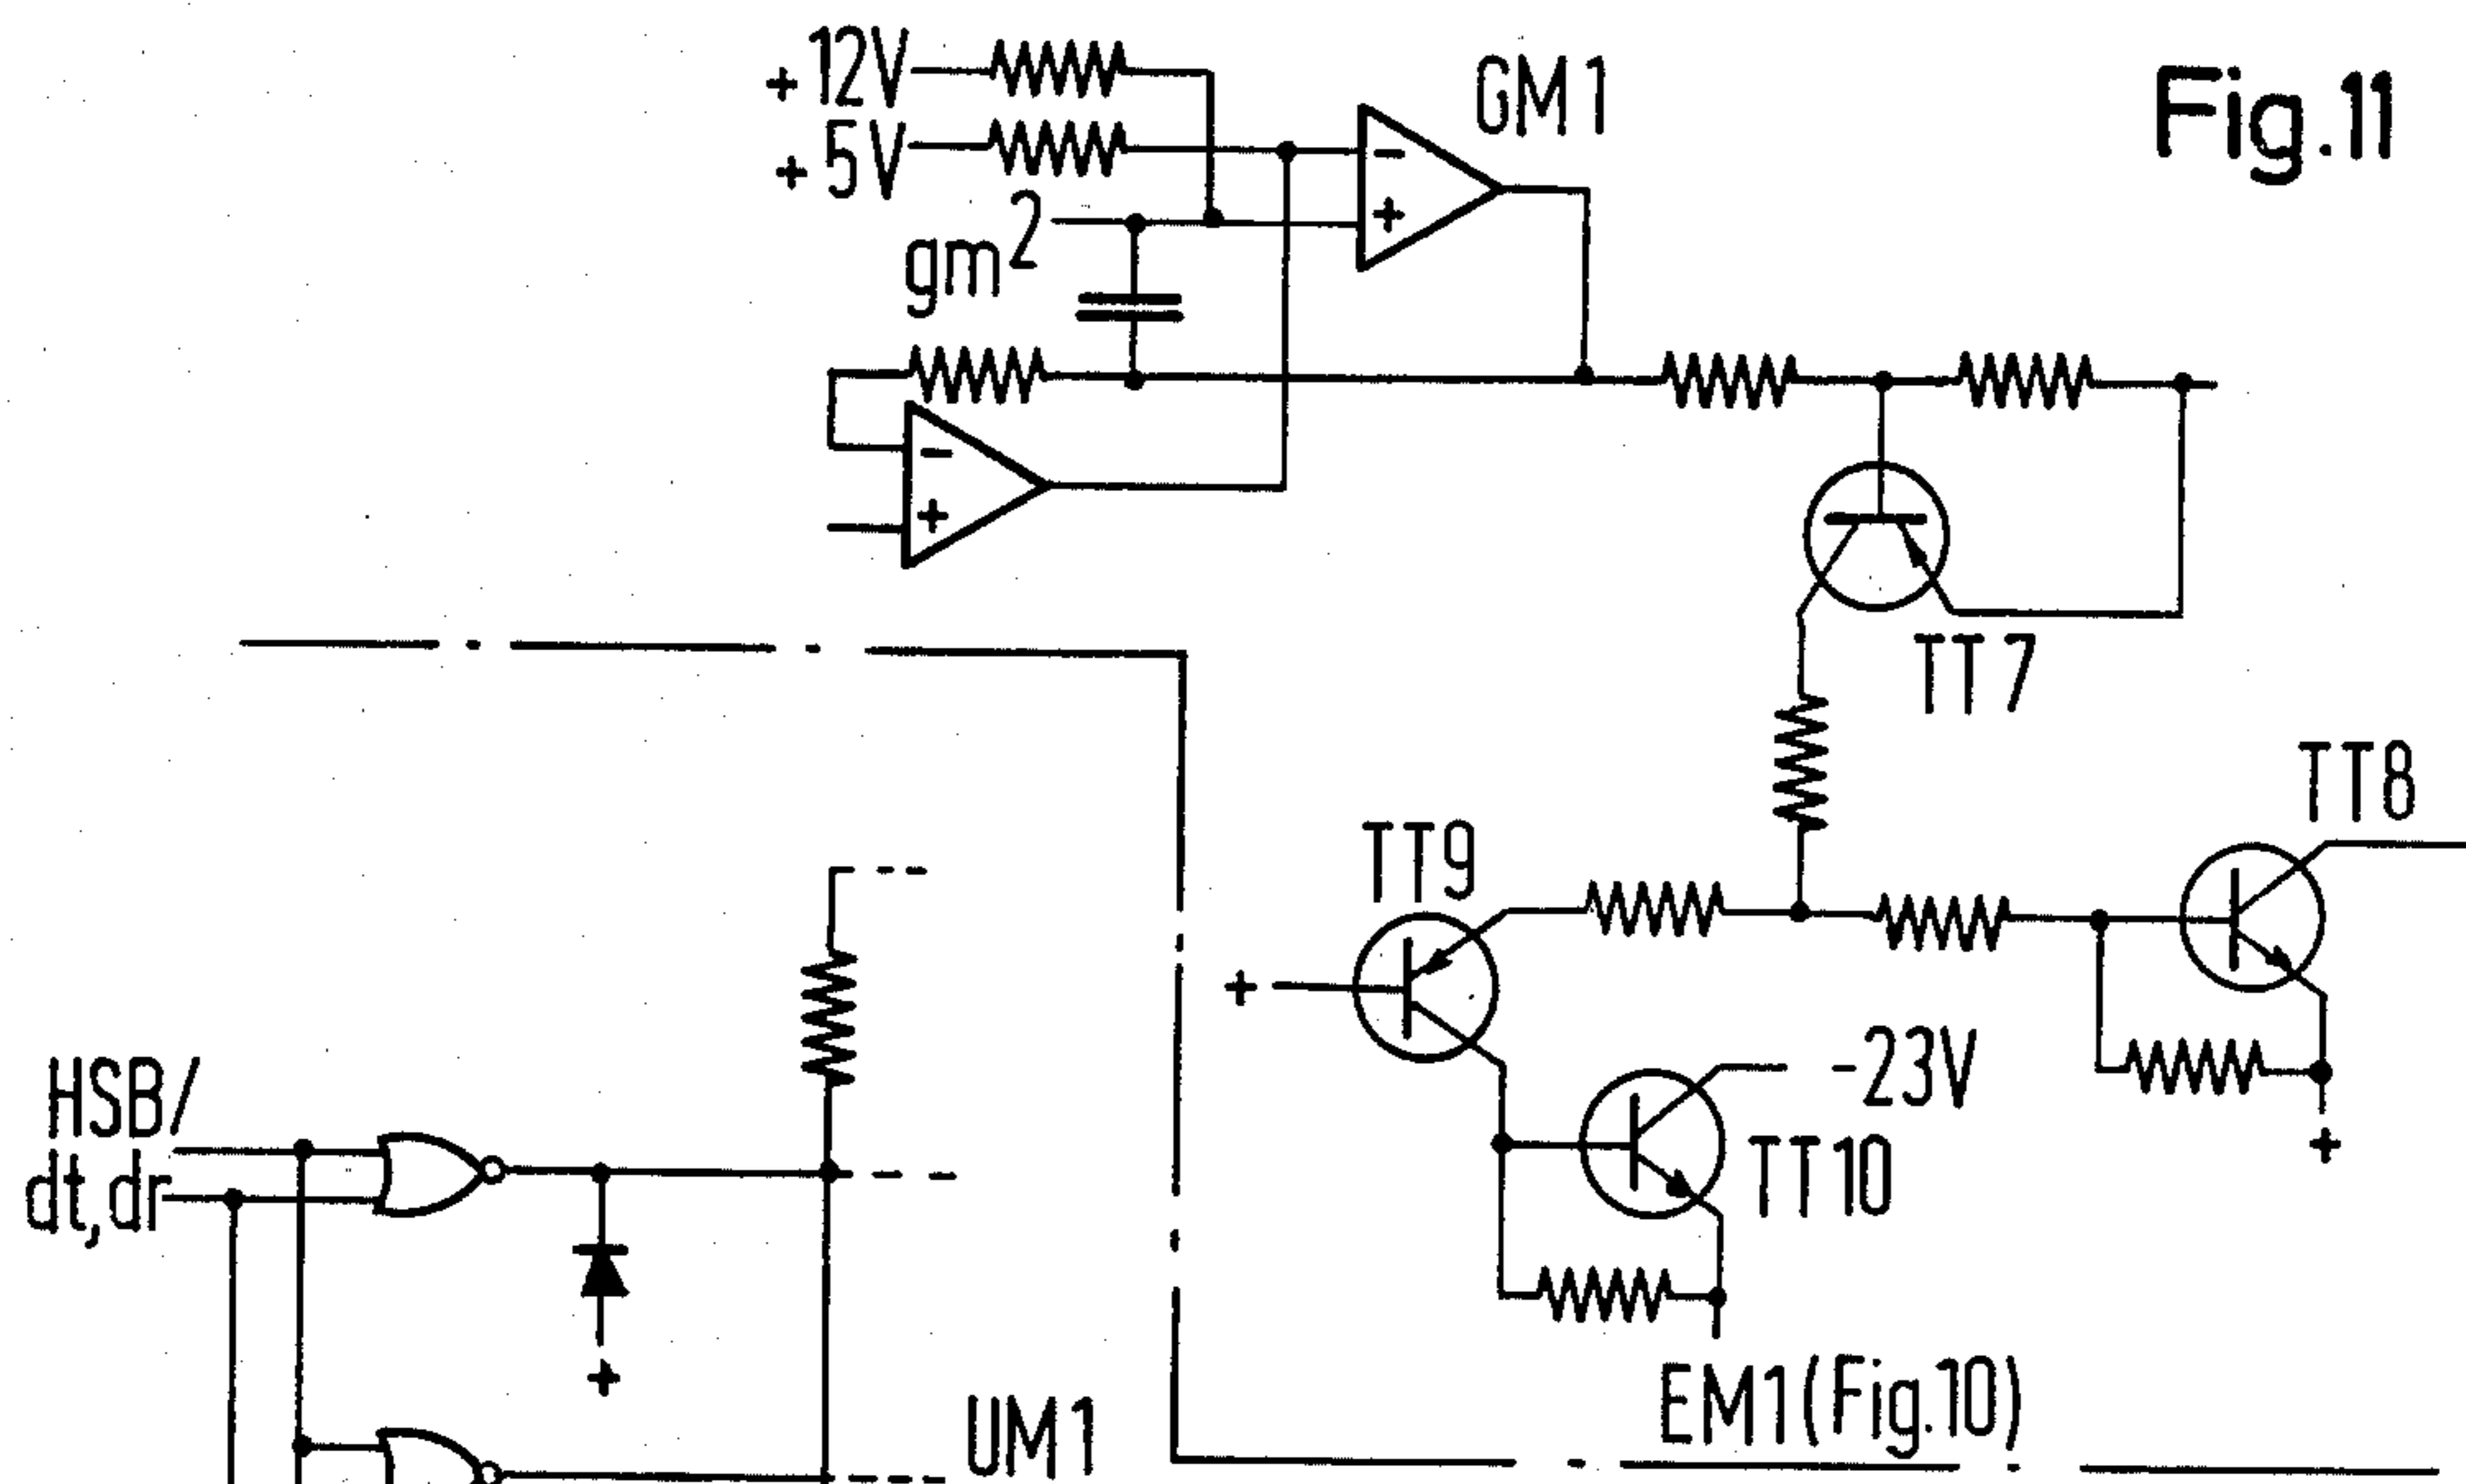 Fig.11
+12V
+5V
GM1
gm2
-
+
-
+
TT7
TT8
TT9
+
-23V
TT10
+
HSB/
dt,dr
+
UM1
EM1(Fig.10)